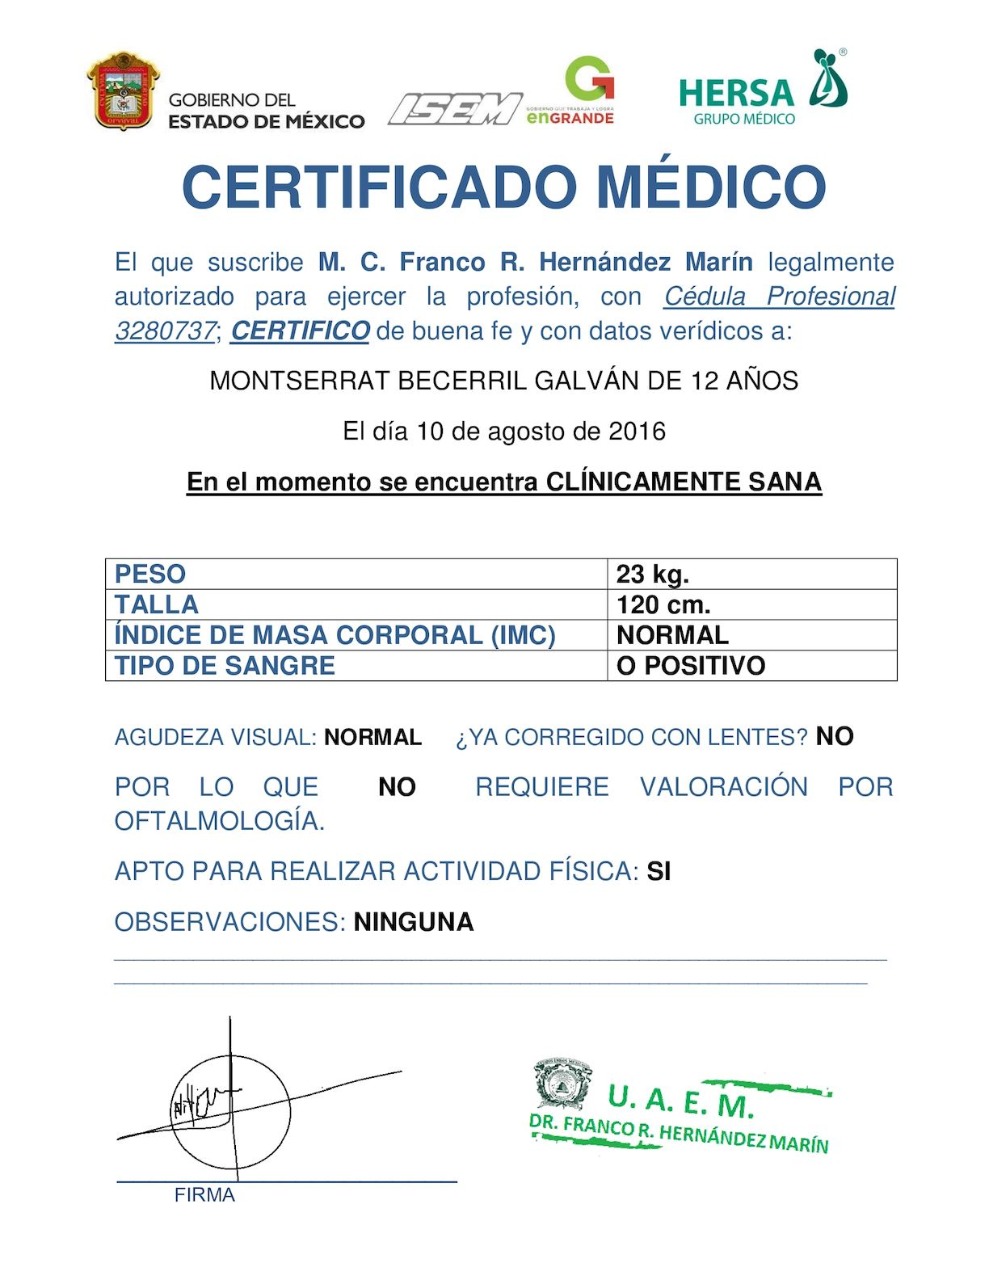 GOBIERNO DEL
ESTADO DE MÉXICO
ISEM
GOBIERNO QUE TRABAJA Y LOGRA
enGRANDE
HERSA
GRUPO MÉDICO
®
CERTIFICADO MÉDICO
El que suscribe M. C. Franco R. Hernández Marín legalmente
autorizado para ejercer la profesión, con Cédula Profesional
3280737; CERTIFICO de buena fe y con datos verídicos a:
MONTSERRAT BECERRIL GALVÁN DE 12 AÑOS
El día 10 de agosto de 2016
En el momento se encuentra CLÍNICAMENTE SANA
PESO 23 kg.
TALLA 120 cm.
ÍNDICE DE MASA CORPORAL (IMC) NORMAL
TIPO DE SANGRE O POSITIVO
AGUDEZA VISUAL: NORMAL ¿YA CORREGIDO CON LENTES? NO
POR LO QUE NO REQUIERE VALORACIÓN POR
OFTALMOLOGÍA.
APTO PARA REALIZAR ACTIVIDAD FÍSICA: SI
OBSERVACIONES: NINGUNA
FIRMA
U. A. E. M.
DR. FRANCO R. HERNÁNDEZ MARÍN